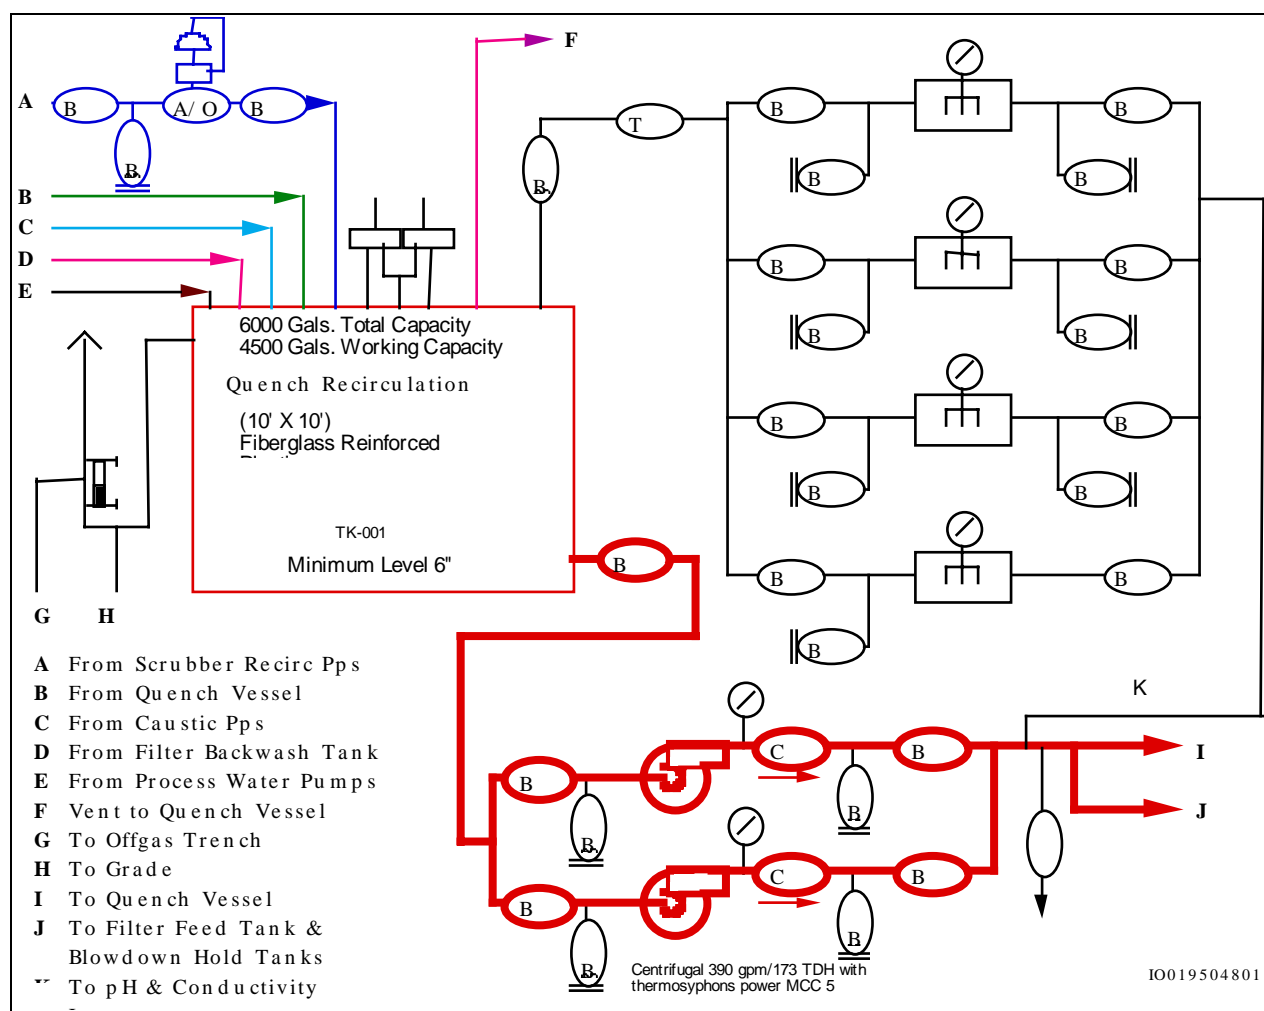 F
A
B
A/ O
B
T
B
B
B
B
B
B
B
B
C
D
E
B
B
B
B
6000 Gals. Total Capacity
4500 Gals. Working Capacity
Quench Recirculation
(10' X 10')
Fiberglass Reinforced
B
B
B
B
TK-001
Minimum Level 6"
B
B
B
B
G
H
A From Scrubber Recirc Pps
B From Quench Vessel
C From Caustic Pps
D From Filter Backwash Tank
E From Process Water Pumps
F Vent to Quench Vessel
G To Offgas Trench
H To Grade
I To Quench Vessel
J To Filter Feed Tank &
Blowdown Hold Tanks
To pH & Conductivity
K
B
C
B
I
B
B
J
B
C
B
B
B
Centrifugal 390 gpm/173 TDH with
thermosyphons power MCC 5
IO019504801